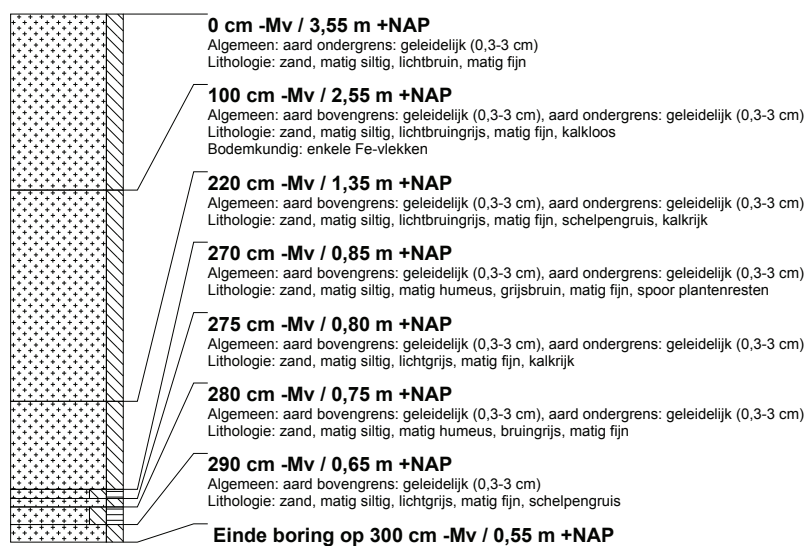 0 cm -Mv / 3,55 m +NAP
Algemeen: aard ondergrens: geleidelijk (0,3-3 cm)
Lithologie: zand, matig siltig, lichtbruin, matig fijn
100 cm -Mv / 2,55 m +NAP
Algemeen: aard bovengrens: geleidelijk (0,3-3 cm), aard ondergrens: geleidelijk (0,3-3 cm)
Lithologie: zand, matig siltig, lichtbruingrijs, matig fijn, kalkloos
Bodemkundig: enkele Fe-vlekken
220 cm -Mv / 1,35 m +NAP
Algemeen: aard bovengrens: geleidelijk (0,3-3 cm), aard ondergrens: geleidelijk (0,3-3 cm)
Lithologie: zand, matig siltig, lichtbruingrijs, matig fijn, schelpengruis, kalkrijk
270 cm -Mv / 0,85 m +NAP
Algemeen: aard bovengrens: geleidelijk (0,3-3 cm), aard ondergrens: geleidelijk (0,3-3 cm)
Lithologie: zand, matig siltig, matig humeus, grijsbruin, matig fijn, spoor plantenresten
275 cm -Mv / 0,80 m +NAP
Algemeen: aard bovengrens: geleidelijk (0,3-3 cm), aard ondergrens: geleidelijk (0,3-3 cm)
Lithologie: zand, matig siltig, lichtgrijs, matig fijn, kalkrijk
280 cm -Mv / 0,75 m +NAP
Algemeen: aard bovengrens: geleidelijk (0,3-3 cm), aard ondergrens: geleidelijk (0,3-3 cm)
Lithologie: zand, matig siltig, matig humeus, bruingrijs, matig fijn
290 cm -Mv / 0,65 m +NAP
Algemeen: aard bovengrens: geleidelijk (0,3-3 cm)
Lithologie: zand, matig siltig, lichtgrijs, matig fijn, schelpengruis
Einde boring op 300 cm -Mv / 0,55 m +NAP